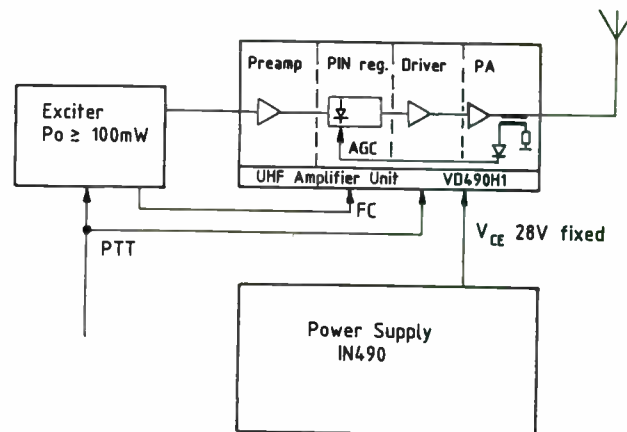 Preamp PIN reg. Driver PA
Exciter
Po ≥ 100mW
AGC
UHF Amplifier Unit VD490H1
FC
PTT
VCE 28V fixed
Power Supply
IN490